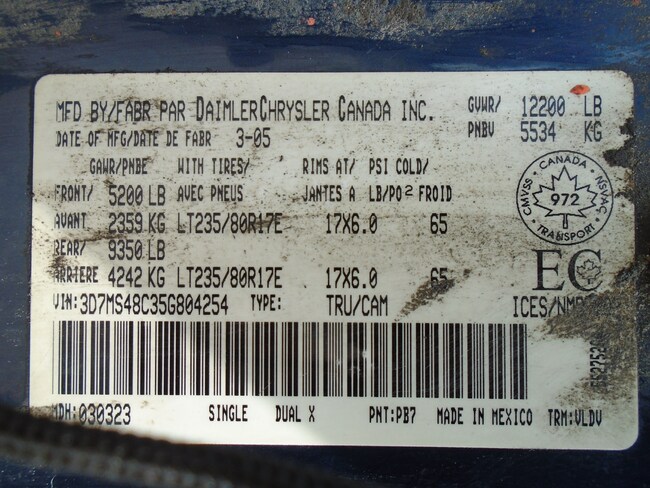 MFD BY/FABR PAR DAIMLERCHRYSLER CANADA INC. GVWR/ 12200 LB
DATE OF MFG/DATE DE FABR 3-05 PNBV 5534 KG
GAWR/PNBE WITH TIRES/ RIMS AT/ PSI COLD/
FRONT/ 5200 LB AVEC PNEUS JANTES A LB/PO² FROID
AVANT 2359 KG LT235/80R17E 17X6.0 65
REAR/ 9350 LB
ARRIERE 4242 KG LT235/80R17E 17X6.0 65
CANADA
CMVSS 972 NSVAC
TRANSPORT
EC
VIN:3D7MS48C35G804254 TYPE: TRU/CAM
MDH:030323 SINGLE DUAL X PNT:PB7 MADE IN MEXICO TRM:VLDV